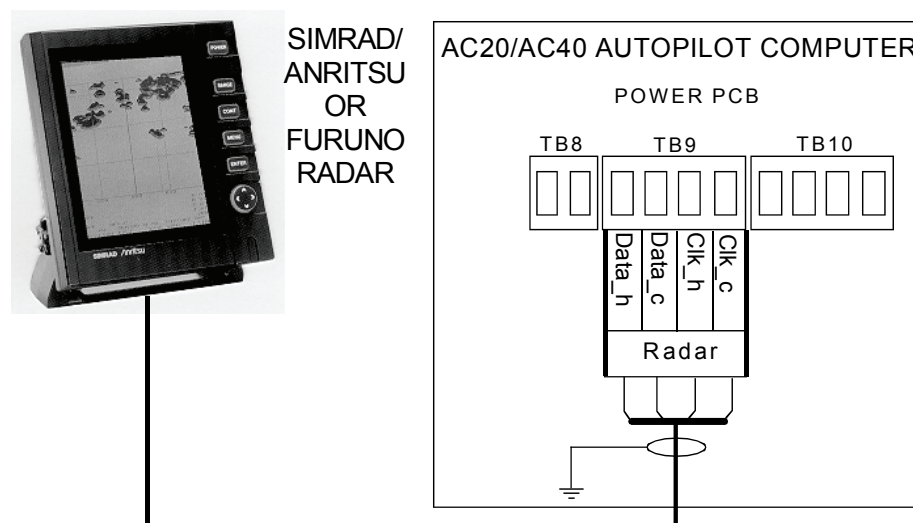 SIMRAD/
ANRITSU
OR
FURUNO
RADAR
POWER
RANGE
CONT
MENU
ENTER
SIMRAD /Anritsu
AC20/AC40 AUTOPILOT COMPUTER
POWER PCB
TB8 TB9 TB10
Data_h
Data_c
Clk_h
Clk_c
Radar